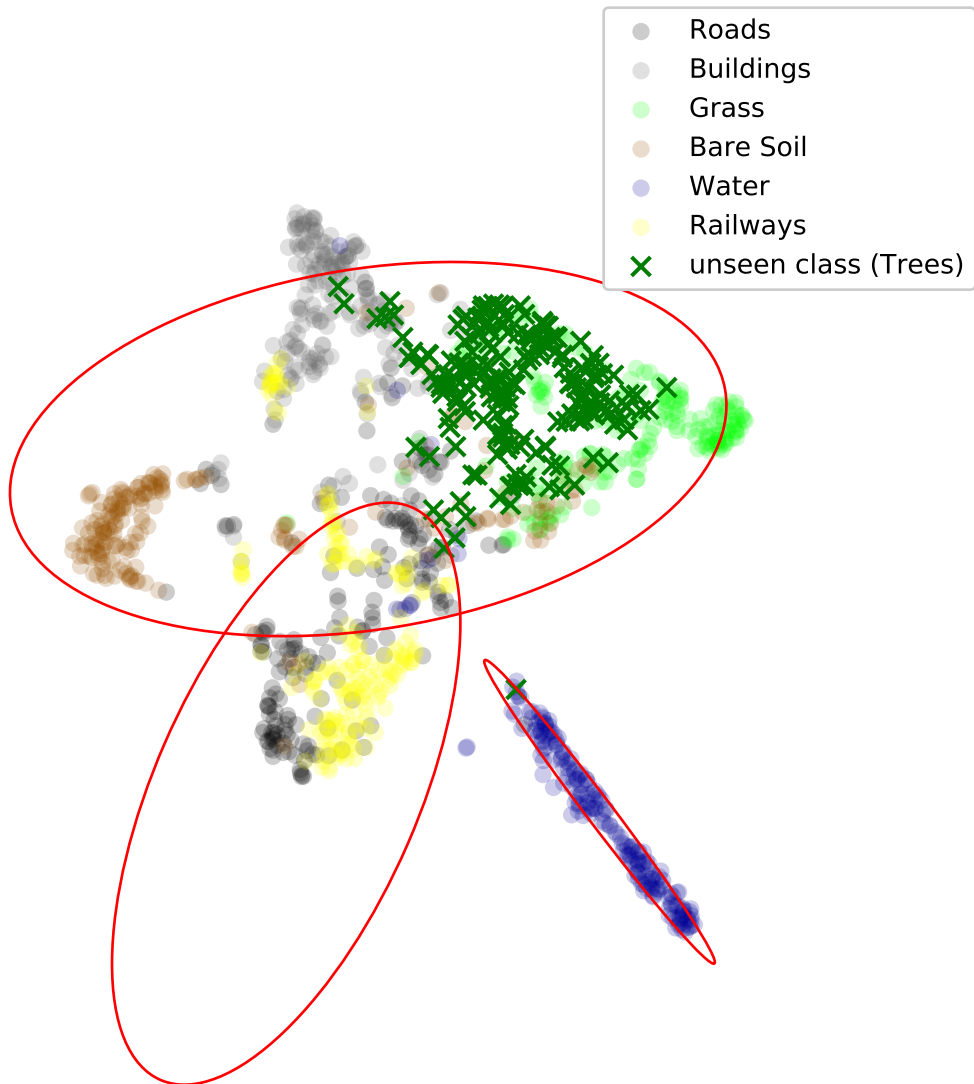 Roads
Buildings
Grass
Bare Soil
Water
Railways
unseen class (Trees)